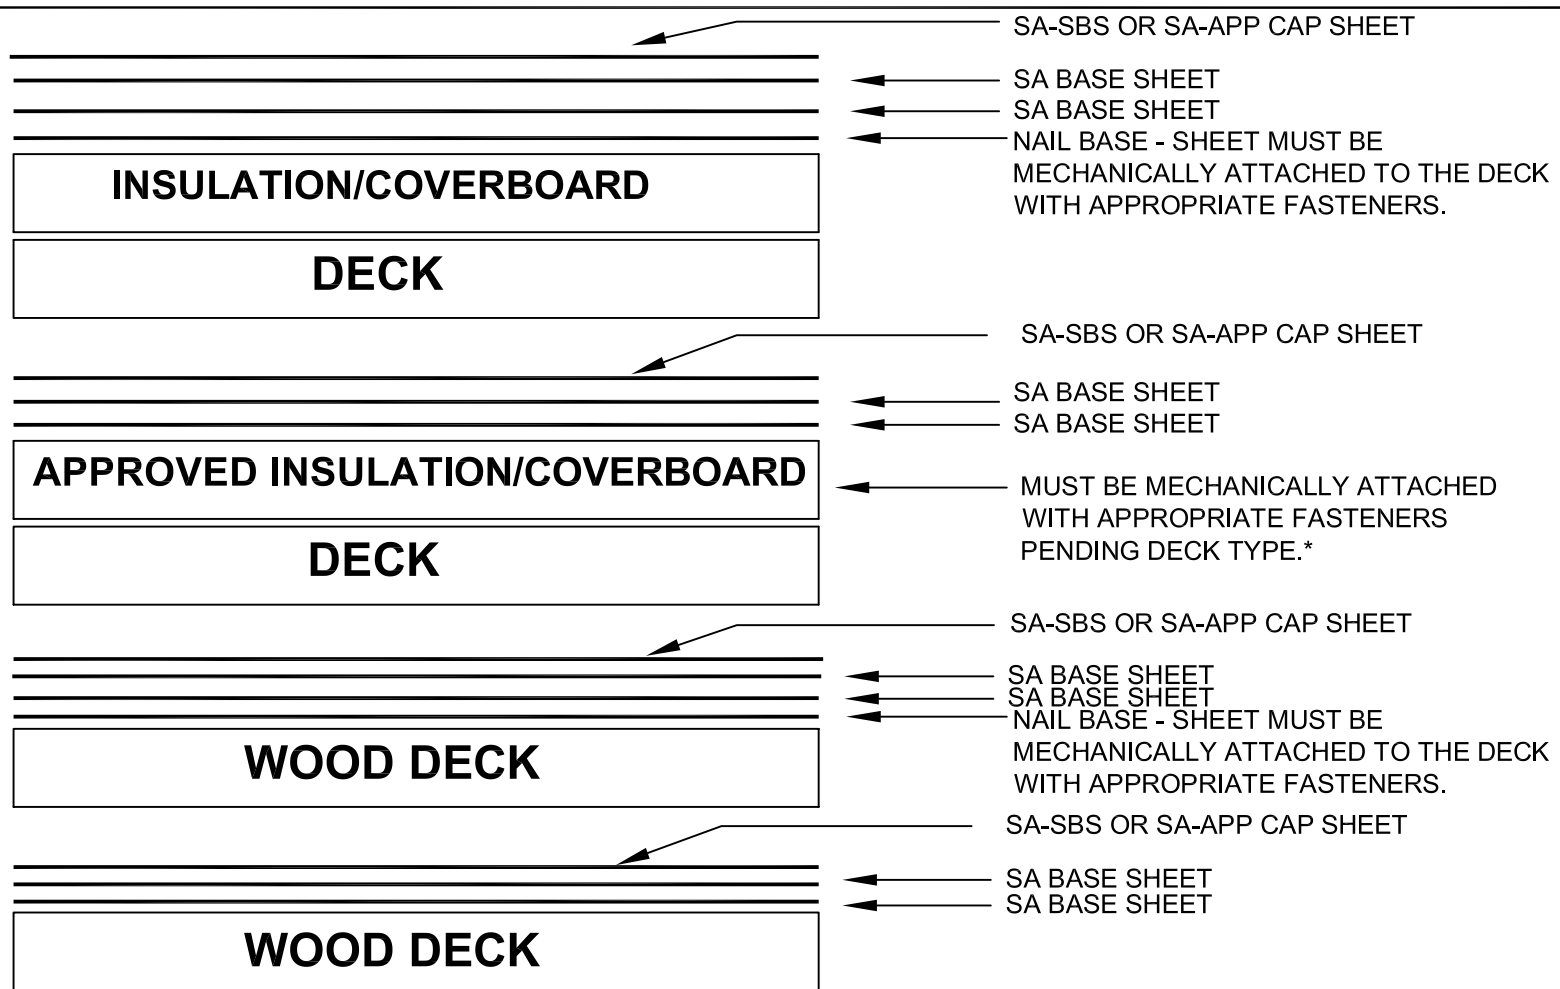 SA-SBS OR SA-APP CAP SHEET
SA BASE SHEET
SA BASE SHEET
NAIL BASE - SHEET MUST BE
MECHANICALLY ATTACHED TO THE DECK
WITH APPROPRIATE FASTENERS.
INSULATION/COVERBOARD
DECK
SA-SBS OR SA-APP CAP SHEET
SA BASE SHEET
SA BASE SHEET
APPROVED INSULATION/COVERBOARD
MUST BE MECHANICALLY ATTACHED
WITH APPROPRIATE FASTENERS
PENDING DECK TYPE.*
DECK
SA-SBS OR SA-APP CAP SHEET
SA BASE SHEET
SA BASE SHEET
NAIL BASE - SHEET MUST BE
MECHANICALLY ATTACHED TO THE DECK
WITH APPROPRIATE FASTENERS.
WOOD DECK
SA-SBS OR SA-APP CAP SHEET
SA BASE SHEET
SA BASE SHEET
WOOD DECK